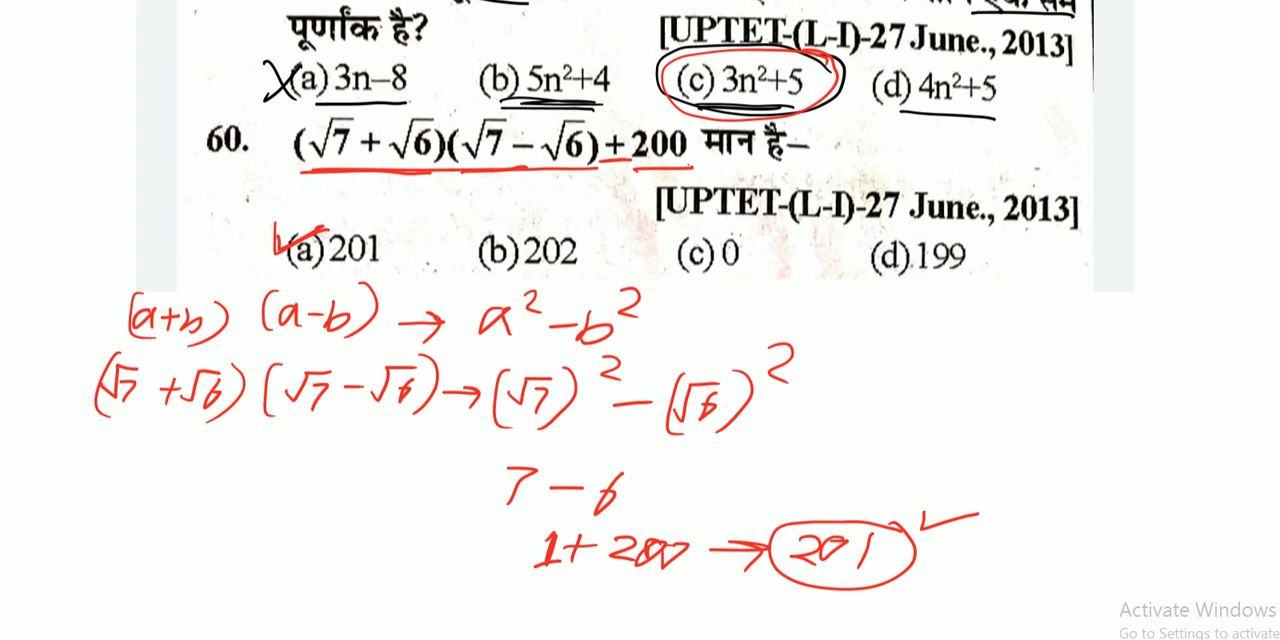 पूर्णांक है?
[UPTET-(L-I)-27 June., 2013]
(a) 3n–8 (b) 5n²+4 (c) 3n²+5 (d) 4n²+5
60. (√7 + √6)(√7 – √6) + 200 मान है–
[UPTET-(L-I)-27 June., 2013]
(a) 201 (b) 202 (c) 0 (d) 199
(a+b) (a-b) → a² - b²
(√7 + √6) (√7 - √6) → (√7)² - (√6)²
7 - 6
1 + 200 → 201
Activate Windows
Go to Settings to activate